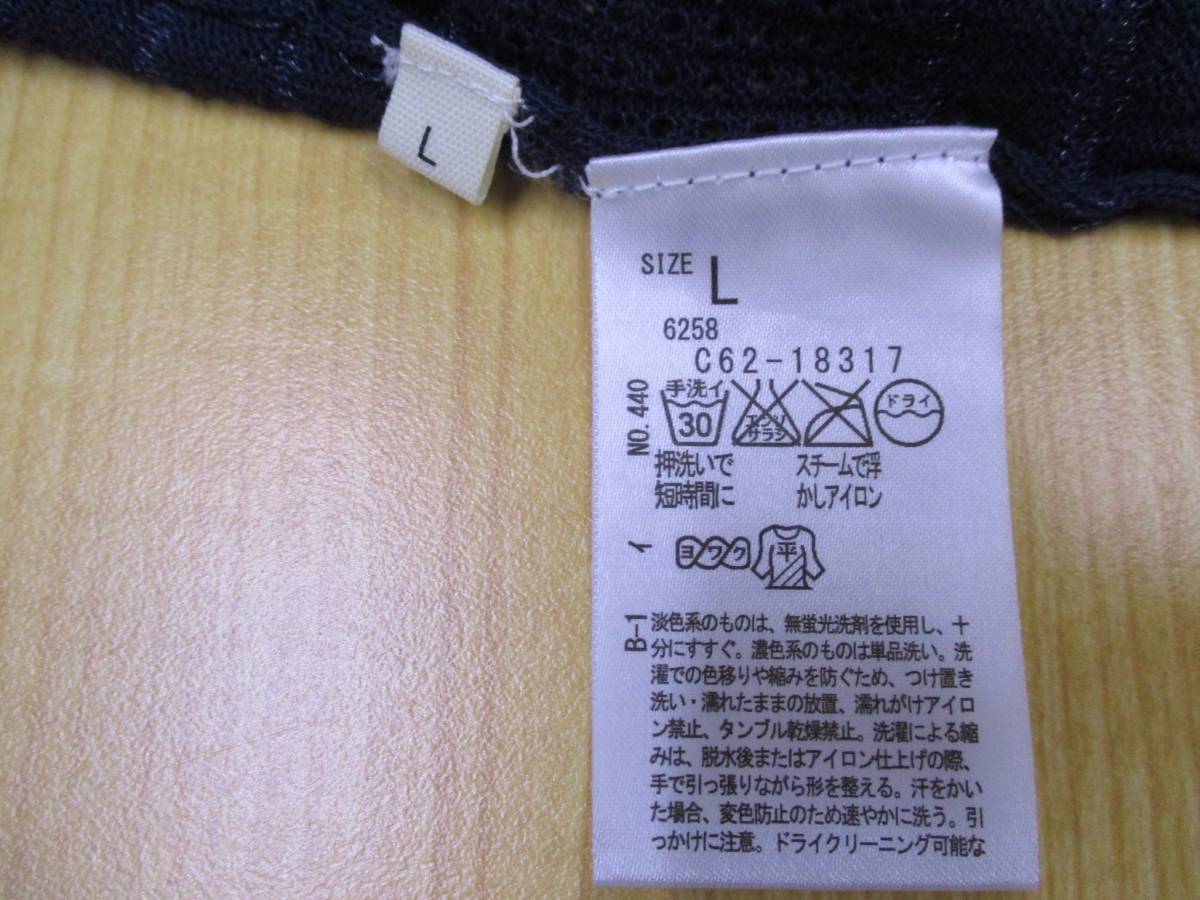 L
SIZE L
6258
C62-18317
NO. 440
手洗イ
30
エンソ
サラシ
ドライ
押洗いで
短時間に
スチームで浮
かしアイロン
イ
ヨワク
平
B-1
淡色系のものは、無蛍光洗剤を使用し、十
分にすすぐ。濃色系のものは単品洗い。洗
濯での色移りや縮みを防ぐため、つけ置き
洗い・濡れたままの放置、濡れがけアイロ
ン禁止、タンブル乾燥禁止。洗濯による縮
みは、脱水後またはアイロン仕上げの際、
手で引っ張りながら形を整える。汗をかい
た場合、変色防止のため速やかに洗う。引
っかけに注意。ドライクリーニング可能な